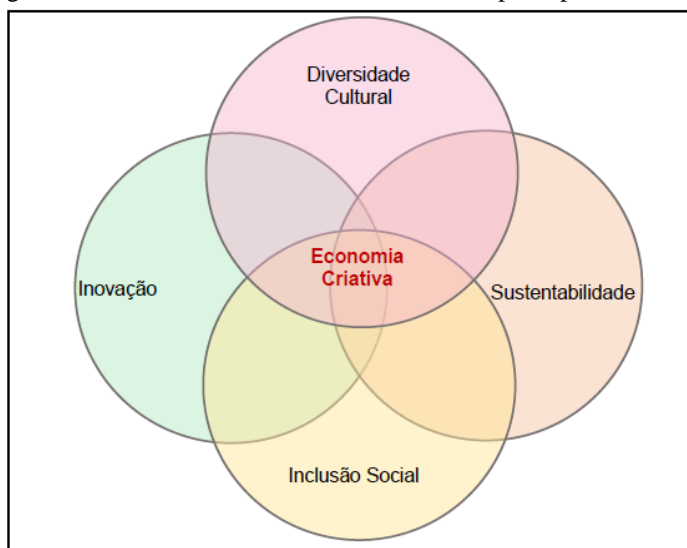 Diversidade
Cultural
Economia
Criativa
Inovação
Sustentabilidade
Inclusão Social